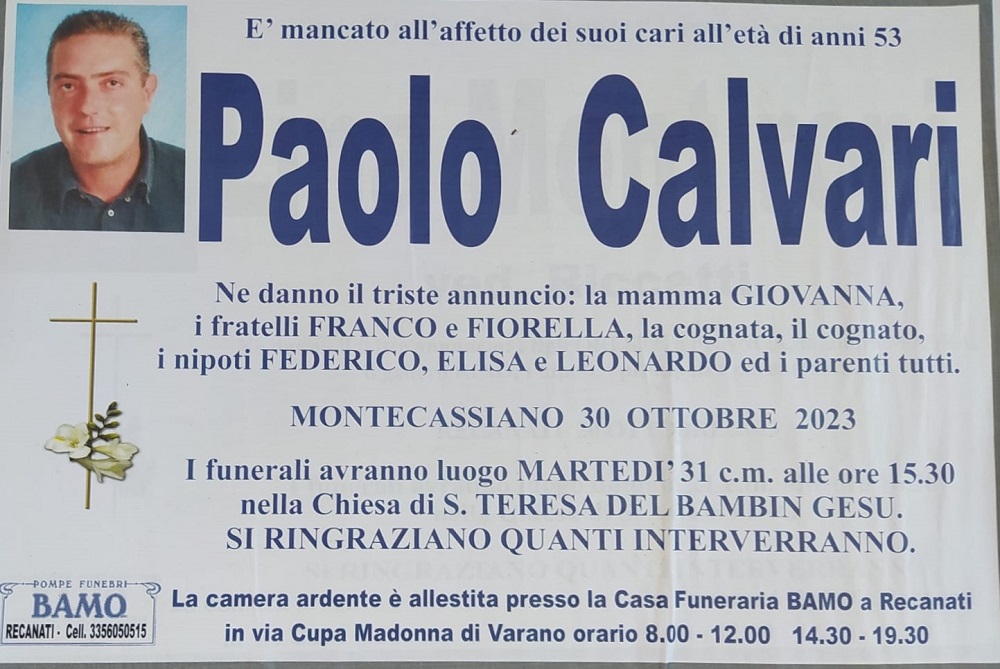 E' mancato all'affetto dei suoi cari all'età di anni 53
Paolo Calvari
Ne danno il triste annuncio: la mamma GIOVANNA,
i fratelli FRANCO e FIORELLA, la cognata, il cognato,
i nipoti FEDERICO, ELISA e LEONARDO ed i parenti tutti.
MONTECASSIANO 30 OTTOBRE 2023
I funerali avranno luogo MARTEDI' 31 c.m. alle ore 15.30
nella Chiesa di S. TERESA DEL BAMBIN GESU.
SI RINGRAZIANO QUANTI INTERVERRANNO.
POMPE FUNEBRI
BAMO
RECANATI - Cell. 3356050515
La camera ardente è allestita presso la Casa Funeraria BAMO a Recanati
in via Cupa Madonna di Varano orario 8.00 - 12.00 14.30 - 19.30